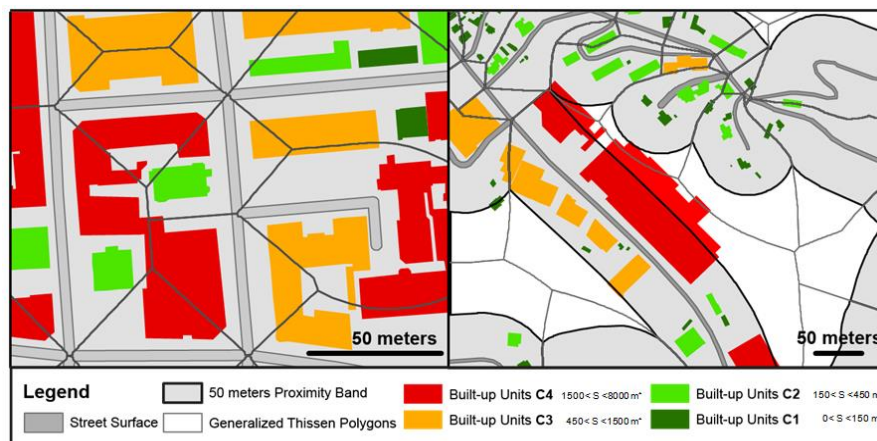 50 meters
50 meters
Legend
50 meters Proximity Band
Street Surface
Generalized Thissen Polygons
Built-up Units C4 1500< S <8000 m²
Built-up Units C3 450< S <1500 m²
Built-up Units C2 150< S <450 m
Built-up Units C1 0< S <150 m